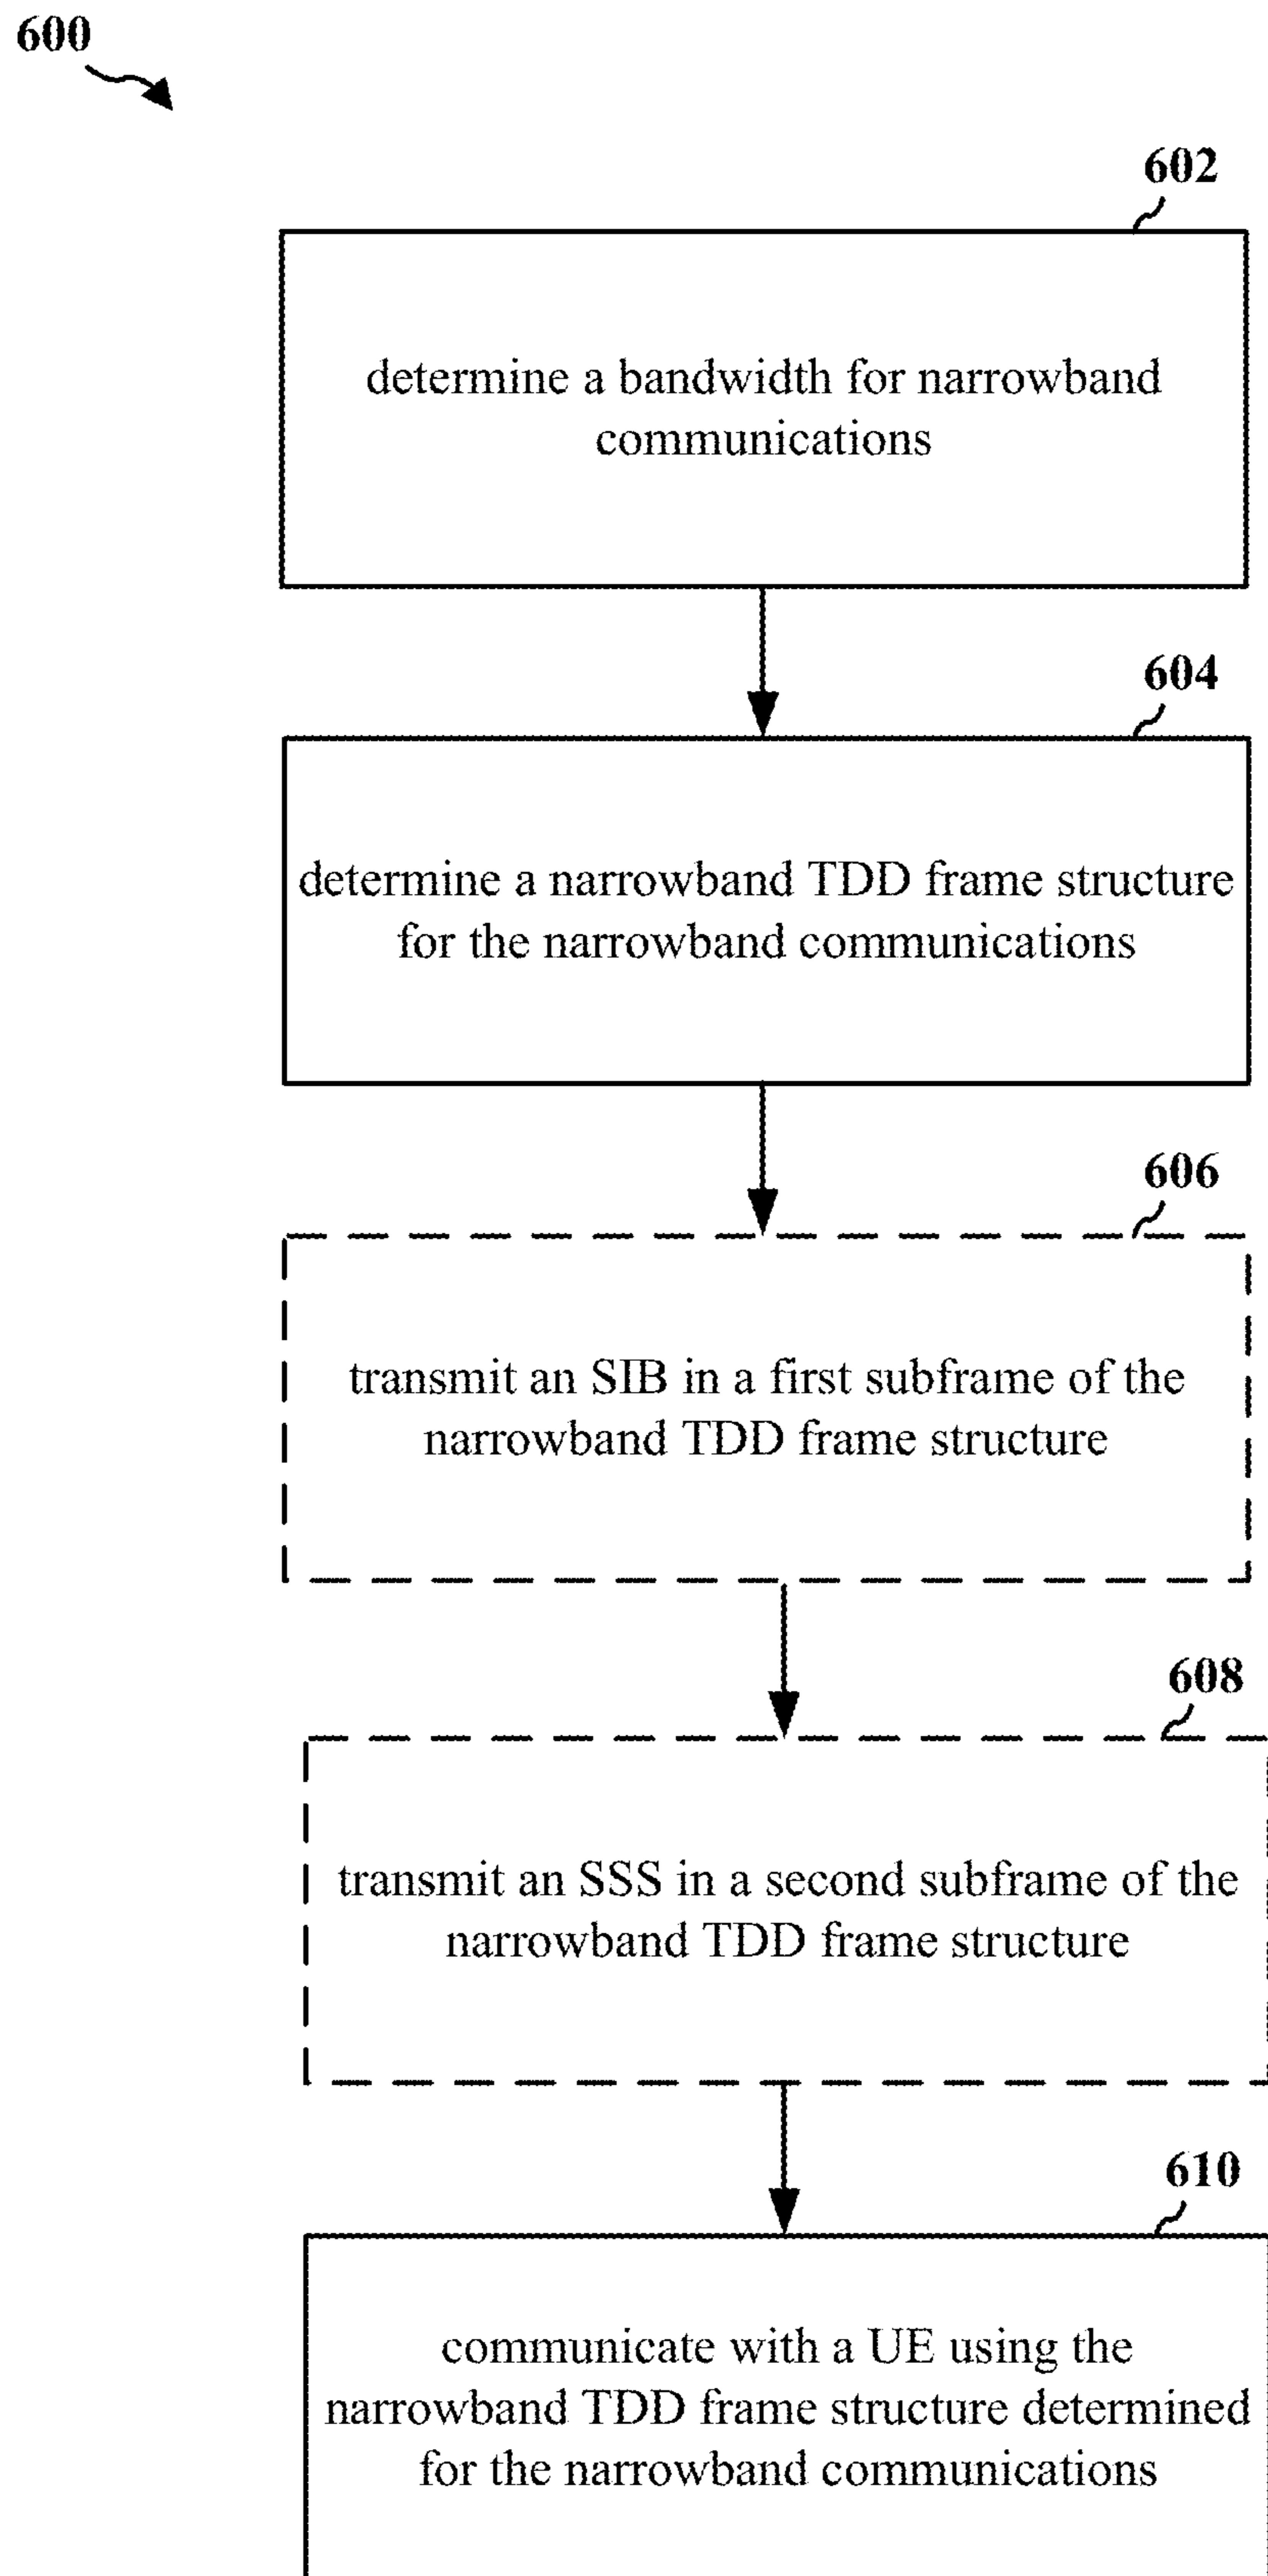 600
602
determine a bandwidth for narrowband
communications
604
determine a narrowband TDD frame structure
for the narrowband communications
606
transmit an SIB in a first subframe of the
narrowband TDD frame structure
608
transmit an SSS in a second subframe of the
narrowband TDD frame structure
610
communicate with a UE using the
narrowband TDD frame structure determined
for the narrowband communications